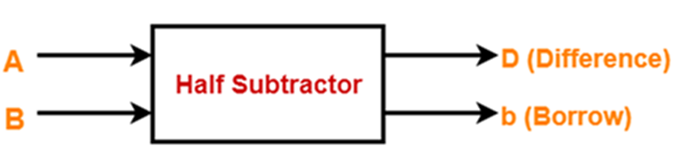 A
B
Half Subtractor
D (Difference)
b (Borrow)